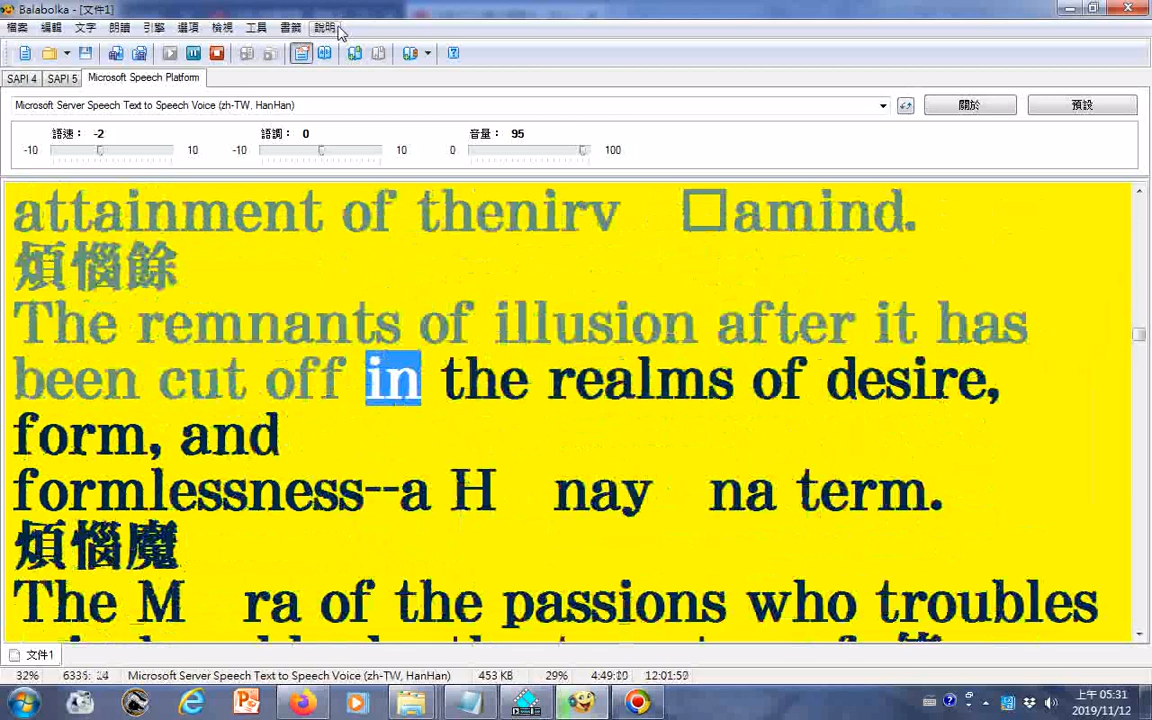 Balabolka - [文件1]
檔案 編輯 文字 朗讀 引擎 選項 檢視 工具 書籤 說明
SAPI 4 SAPI 5 Microsoft Speech Platform
Microsoft Server Speech Text to Speech Voice (zh-TW, HanHan) 關於 預設
語速： -2 語調： 0 音量： 95
-10 10 -10 10 0 100
attainment of thenirv □amind.
煩惱餘
The remnants of illusion after it has
been cut off in the realms of desire,
form, and
formlessness--a H nay na term.
煩惱魔
The M ra of the passions who troubles
文件1
32% Microsoft Server Speech Text to Speech Voice (zh-TW, HanHan) 453 KB 29%
上午 05:31
2019/11/12